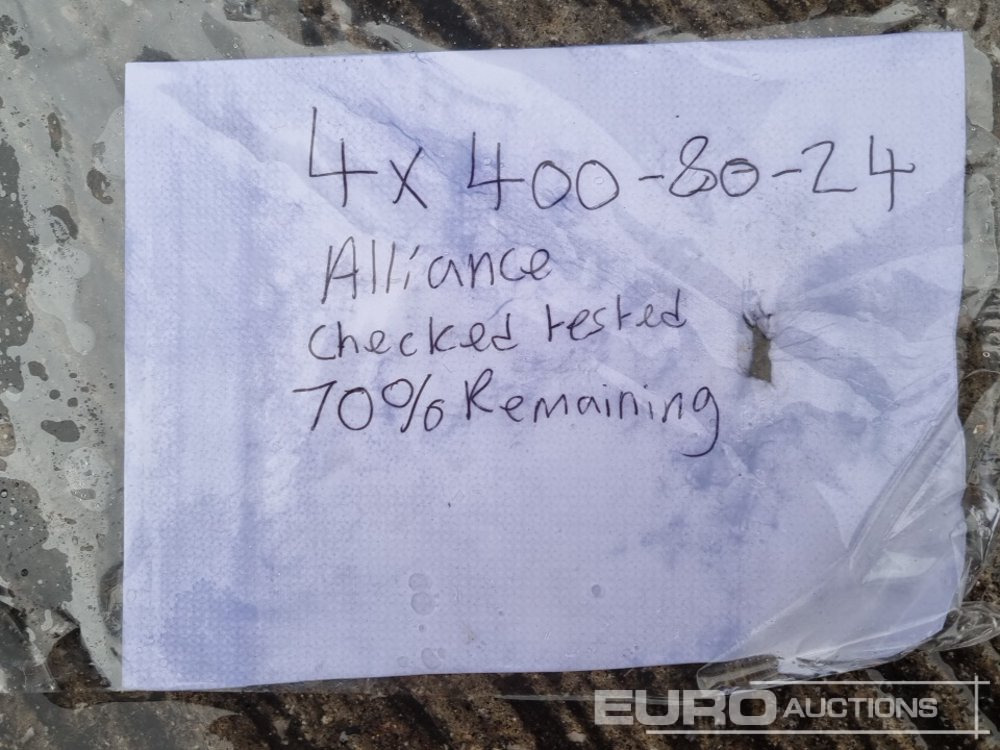 4x 400-80-24
Alliance
checked tested
70% Remaining
EURO AUCTIONS